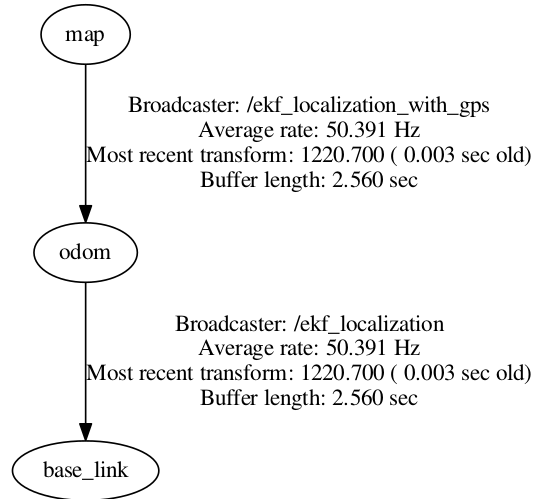 map
Broadcaster: /ekf_localization_with_gps
Average rate: 50.391 Hz
Most recent transform: 1220.700 ( 0.003 sec old)
Buffer length: 2.560 sec
odom
Broadcaster: /ekf_localization
Average rate: 50.391 Hz
Most recent transform: 1220.700 ( 0.003 sec old)
Buffer length: 2.560 sec
base_link